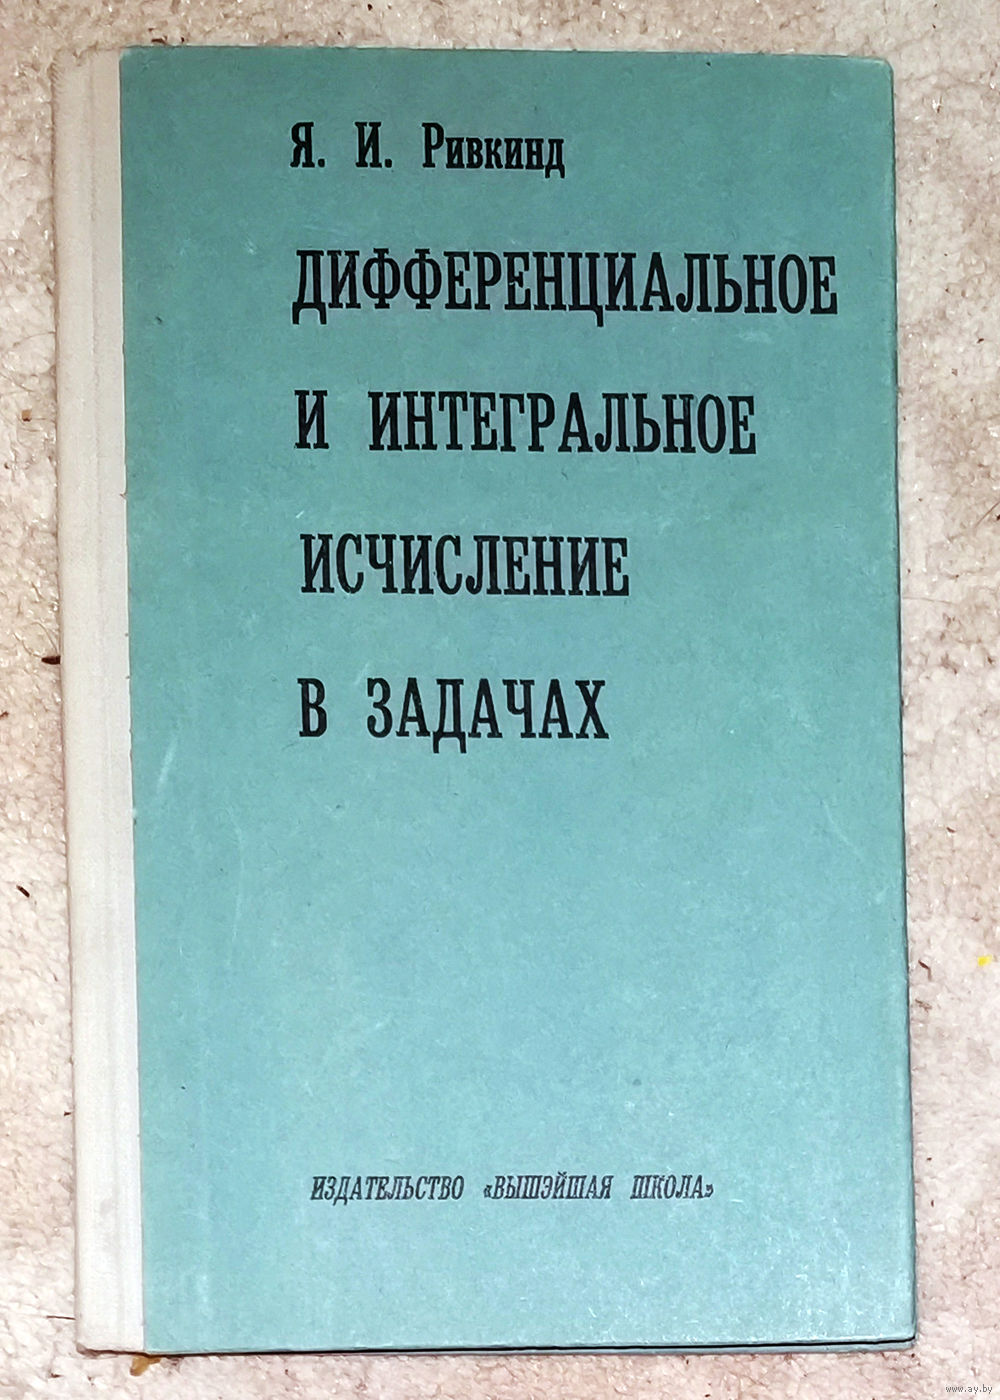 Я. И. Ривкинд
ДИФФЕРЕНЦИАЛЬНОЕ
И ИНТЕГРАЛЬНОЕ
ИСЧИСЛЕНИЕ
В ЗАДАЧАХ
ИЗДАТЕЛЬСТВО «ВЫШЭЙШАЯ ШКОЛА»
www.ay.by